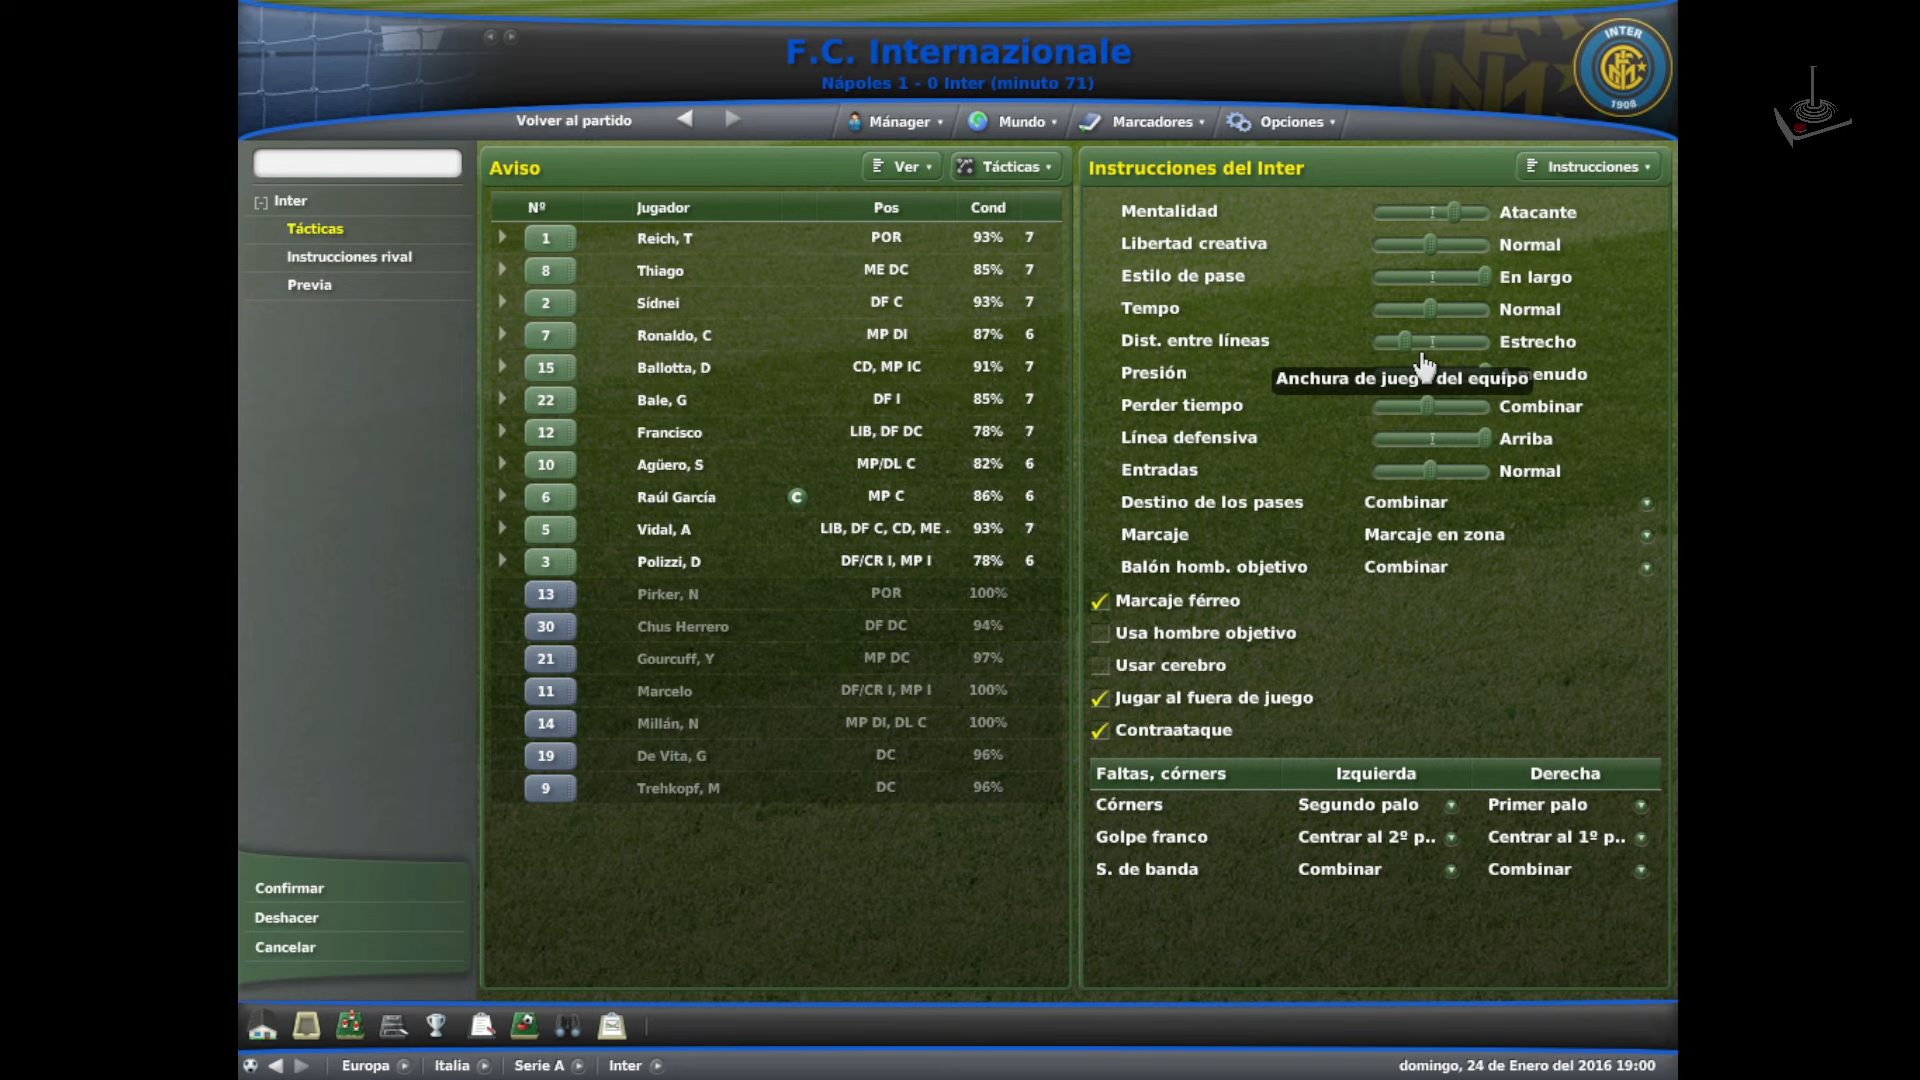 F.C. Internazionale
Nápoles 1 - 0 Inter (minuto 71)
INTER
1908
Volver al partido
Mánager
Mundo
Marcadores
Opciones
[-] Inter
Tácticas
Instrucciones rival
Previa
Confirmar
Deshacer
Cancelar
Aviso
Ver
Tácticas
Nº Jugador Pos Cond
1 Reich, T POR 93% 7
8 Thiago ME DC 85% 7
2 Sídnei DF C 93% 7
7 Ronaldo, C MP DI 87% 6
15 Ballotta, D CD, MP IC 91% 7
22 Bale, G DF I 85% 7
12 Francisco LIB, DF DC 78% 7
10 Agüero, S MP/DL C 82% 6
6 Raúl García C MP C 86% 6
5 Vidal, A LIB, DF C, CD, ME . 93% 7
3 Polizzi, D DF/CR I, MP I 78% 6
13 Pirker, N POR 100%
30 Chus Herrero DF DC 94%
21 Gourcuff, Y MP DC 97%
11 Marcelo DF/CR I, MP I 100%
14 Millán, N MP DI, DL C 100%
19 De Vita, G DC 96%
9 Trehkopf, M DC 96%
Instrucciones del Inter
Instrucciones
Mentalidad Atacante
Libertad creativa Normal
Estilo de pase En largo
Tempo Normal
Dist. entre líneas Estrecho
Presión menudo
Anchura de juego del equipo
Perder tiempo Combinar
Línea defensiva Arriba
Entradas Normal
Destino de los pases Combinar
Marcaje Marcaje en zona
Balón homb. objetivo Combinar
Marcaje férreo
Usa hombre objetivo
Usar cerebro
Jugar al fuera de juego
Contraataque
Faltas, córners Izquierda Derecha
Córners Segundo palo Primer palo
Golpe franco Centrar al 2º p.. Centrar al 1º p..
S. de banda Combinar Combinar
Europa
Italia
Serie A
Inter
domingo, 24 de Enero del 2016 19:00